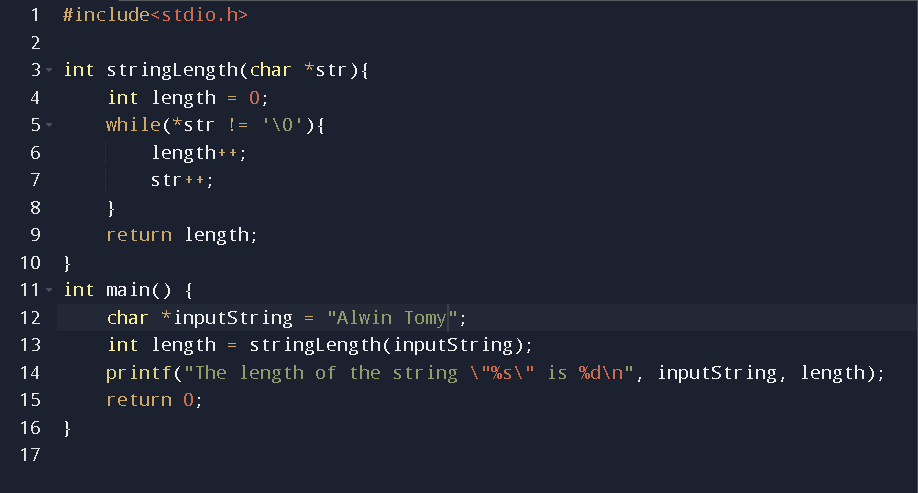 1 #include<stdio.h>
2
3 int stringLength(char *str){
4     int length = 0;
5     while(*str != '\0'){
6         length++;
7         str++;
8     }
9     return length;
10 }
11 int main() {
12     char *inputString = "Alwin Tomy";
13     int length = stringLength(inputString);
14     printf("The length of the string \"%s\" is %d\n", inputString, length);
15     return 0;
16 }
17